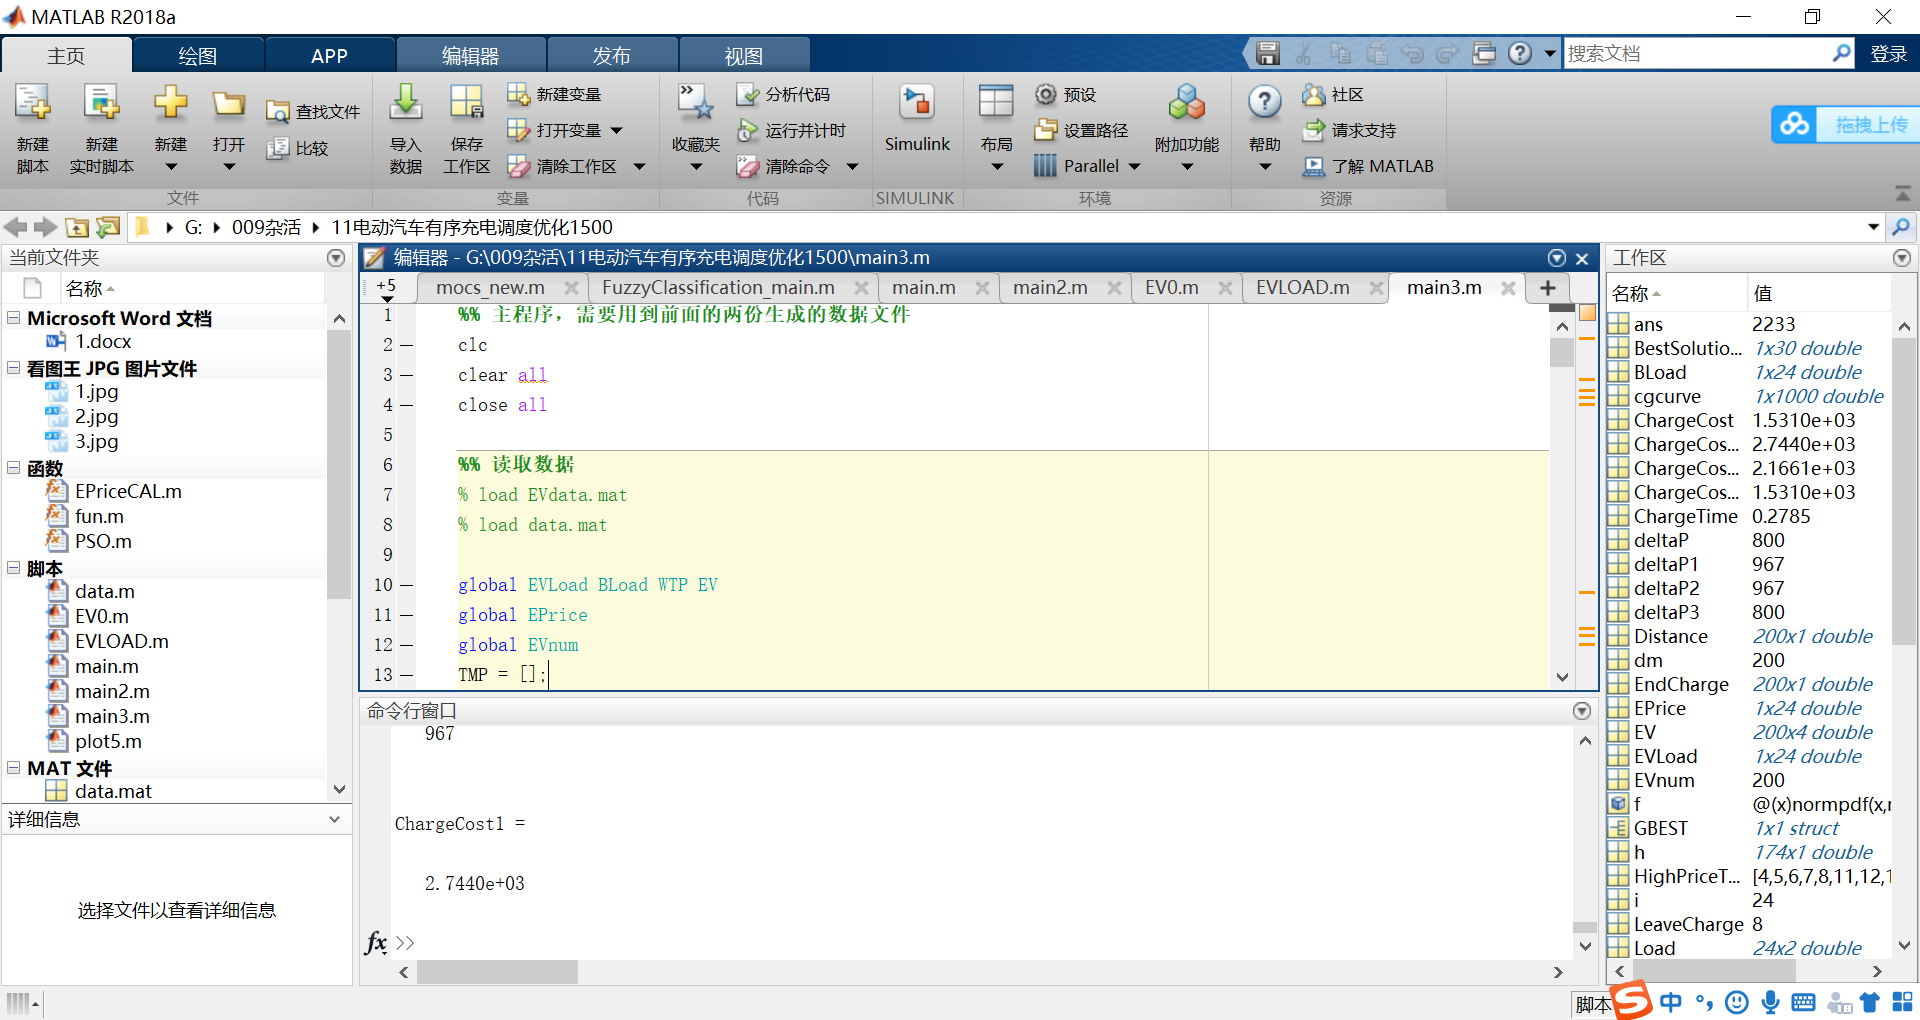 MATLAB R2018a
主页
绘图
APP
编辑器
发布
视图
搜索文档
登录
新建
脚本
新建
实时脚本
新建
打开
查找文件
比较
文件
导入
数据
保存
工作区
新建变量
打开变量
清除工作区
变量
收藏夹
分析代码
运行并计时
清除命令
代码
Simulink
SIMULINK
布局
预设
设置路径
Parallel
附加功能
环境
帮助
社区
请求支持
了解 MATLAB
资源
拖拽上传
G:
009杂活
11电动汽车有序充电调度优化1500
当前文件夹
名称
Microsoft Word 文档
1.docx
看图王 JPG 图片文件
1.jpg
2.jpg
3.jpg
函数
EPriceCAL.m
fun.m
PSO.m
脚本
data.m
EV0.m
EVLOAD.m
main.m
main2.m
main3.m
plot5.m
MAT 文件
data.mat
详细信息
选择文件以查看详细信息
编辑器 - G:\009杂活\11电动汽车有序充电调度优化1500\main3.m
+5
mocs_new.m
FuzzyClassification_main.m
main.m
main2.m
EV0.m
EVLOAD.m
main3.m
1 %% 主程序, 需要用到前面的两份生成的数据文件
2 clc
3 clear all
4 close all
5
6 %% 读取数据
7 % load EVdata.mat
8 % load data.mat
9
10 global EVLoad BLoad WTP EV
11 global EPrice
12 global EVnum
13 TMP = [];
命令行窗口
967
ChargeCost1 =
2.7440e+03
fx >>
工作区
名称 值
ans 2233
BestSolutio... 1x30 double
BLoad 1x24 double
cgcurve 1x1000 double
ChargeCost 1.5310e+03
ChargeCos... 2.7440e+03
ChargeCos... 2.1661e+03
ChargeCos... 1.5310e+03
ChargeTime 0.2785
deltaP 800
deltaP1 967
deltaP2 967
deltaP3 800
Distance 200x1 double
dm 200
EndCharge 200x1 double
EPrice 1x24 double
EV 200x4 double
EVLoad 1x24 double
EVnum 200
f @(x)normpdf(x,
GBEST 1x1 struct
h 174x1 double
HighPriceT... [4,5,6,7,8,11,12,1
i 24
LeaveCharge 8
Load 24x2 double
脚本
中